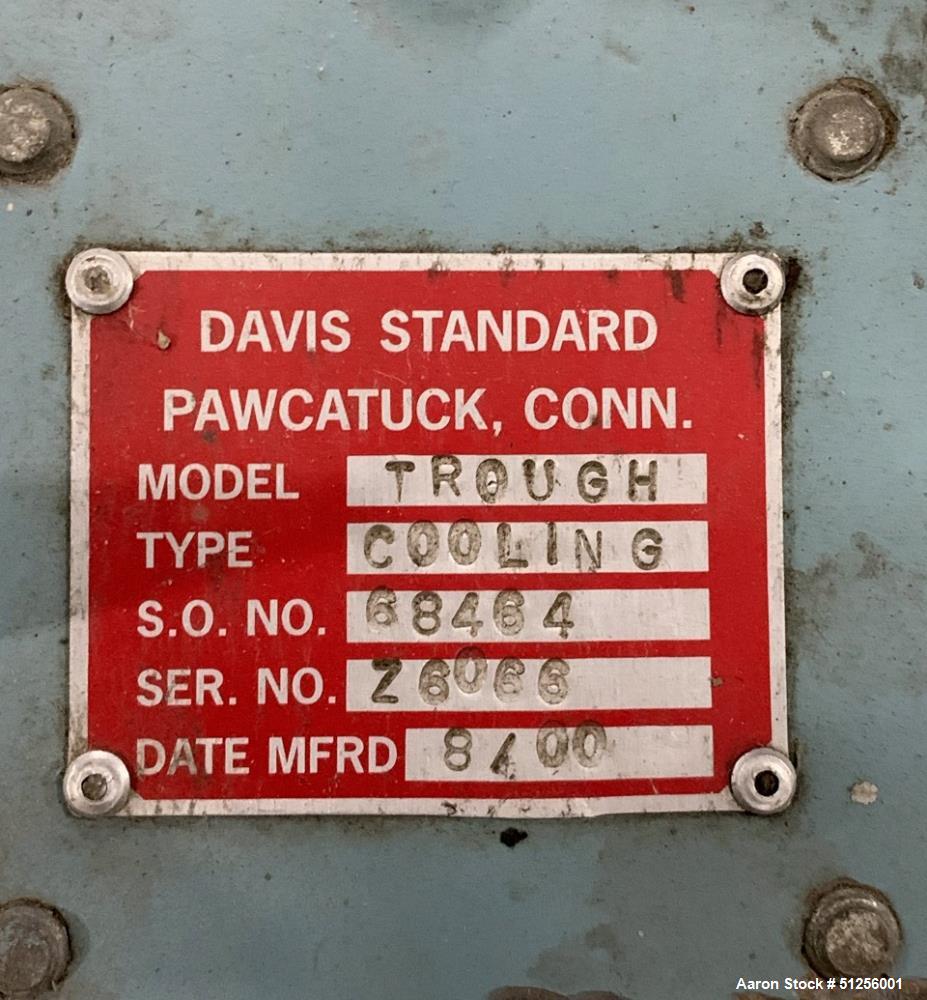 DAVIS STANDARD
PAWCATUCK, CONN.
MODEL TROUGH
TYPE COOLING
S.O. NO. 68464
SER. NO. Z6066
DATE MFRD 8/00
Aaron Stock # 51256001